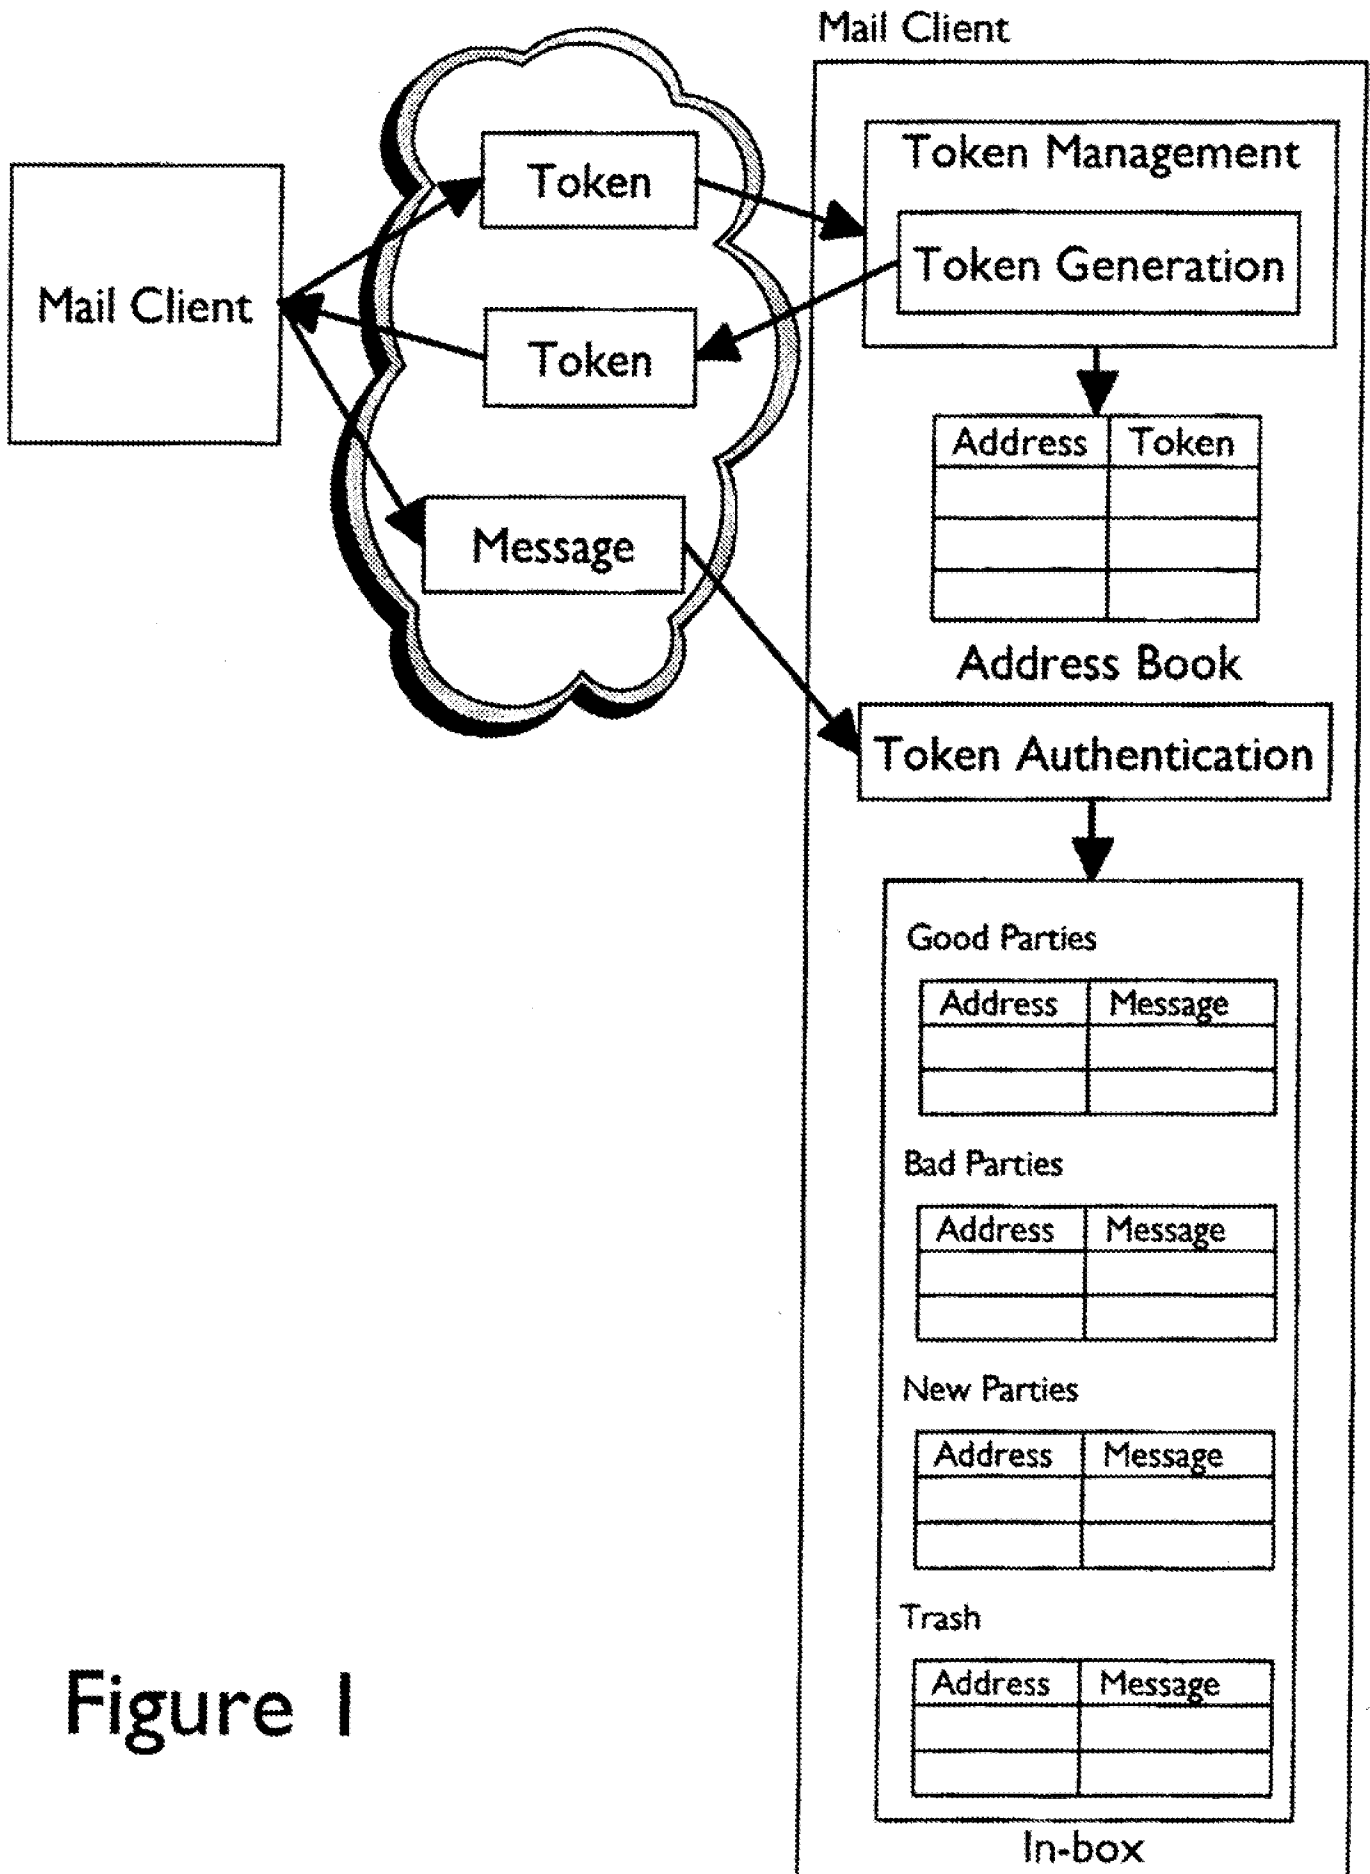 Mail Client
Token Management
Token
Token Generation
Mail Client
Token
Address Token
Message
Address Book
Token Authentication
Good Parties
Address Message
Bad Parties
Address Message
New Parties
Address Message
Trash
Address Message
Figure 1
In-box